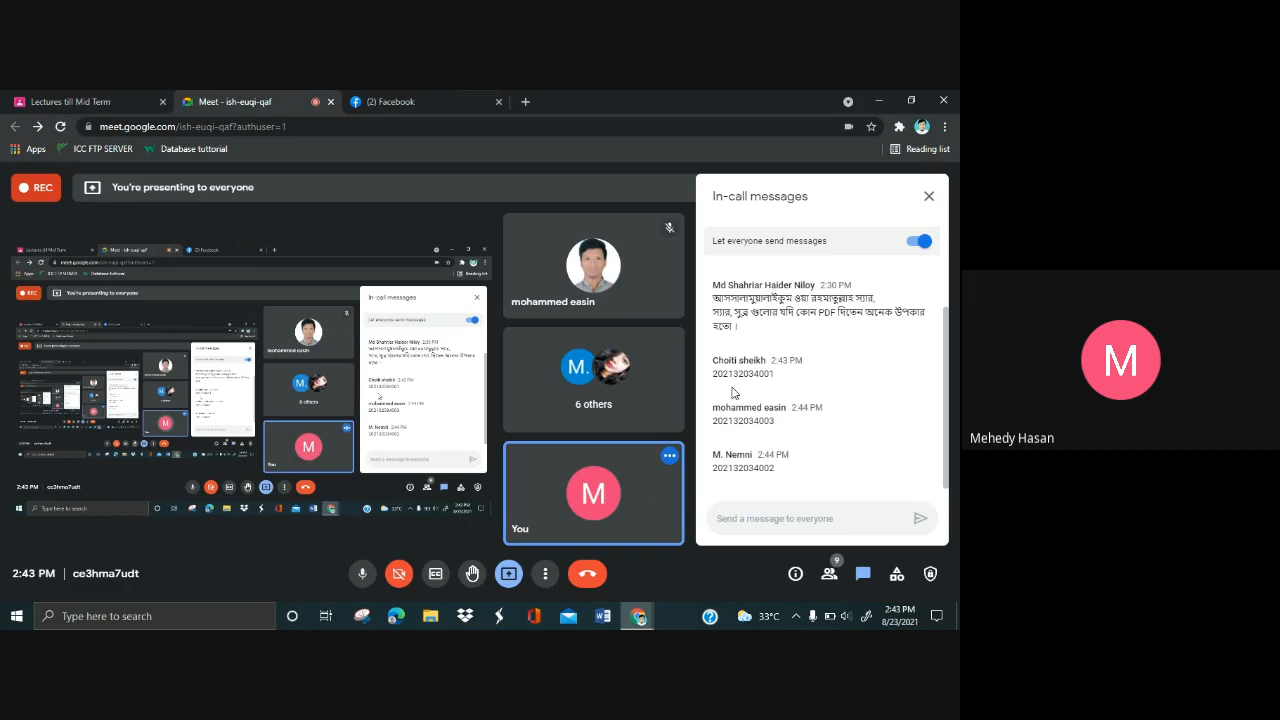 Lectures till Mid Term
Meet - ish-euqi-qaf
(2) Facebook
meet.google.com/ish-euqi-qaf?authuser=1
Apps
ICC FTP SERVER
Database tuttorial
Reading list
REC
You're presenting to everyone
In-call messages
Let everyone send messages
Md Shahriar Haider Niloy 2:30 PM
আসসালামুয়ালাইকুম ওয়া রহমাতুল্লাহ স্যার,
স্যার, সুত্র গুলোর যদি কোন PDF দিতেন অনেক উপকার
হতো ।
Choiti sheikh 2:43 PM
202132034001
mohammed easin 2:44 PM
202132034003
M. Nemni 2:44 PM
202132034002
Send a message to everyone
mohammed easin
M.
6 others
M
You
M
Mehedy Hasan
2:43 PM | ce3hma7udt
9
Type here to search
33°C
2:43 PM
8/23/2021